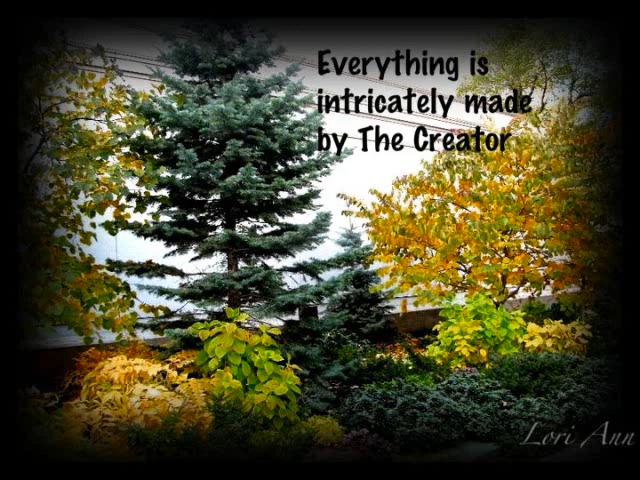 Everything is
intricately made
by The Creator
Lori Ann